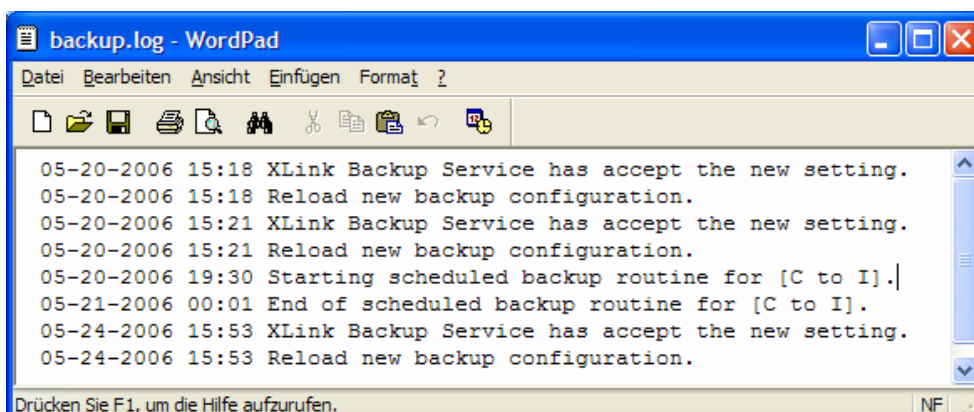 backup.log - WordPad
Datei Bearbeiten Ansicht Einfügen Format ?
05-20-2006 15:18 XLink Backup Service has accept the new setting.
05-20-2006 15:18 Reload new backup configuration.
05-20-2006 15:21 XLink Backup Service has accept the new setting.
05-20-2006 15:21 Reload new backup configuration.
05-20-2006 19:30 Starting scheduled backup routine for [C to I].
05-21-2006 00:01 End of scheduled backup routine for [C to I].
05-24-2006 15:53 XLink Backup Service has accept the new setting.
05-24-2006 15:53 Reload new backup configuration.
Drücken Sie F1, um die Hilfe aufzurufen. NF